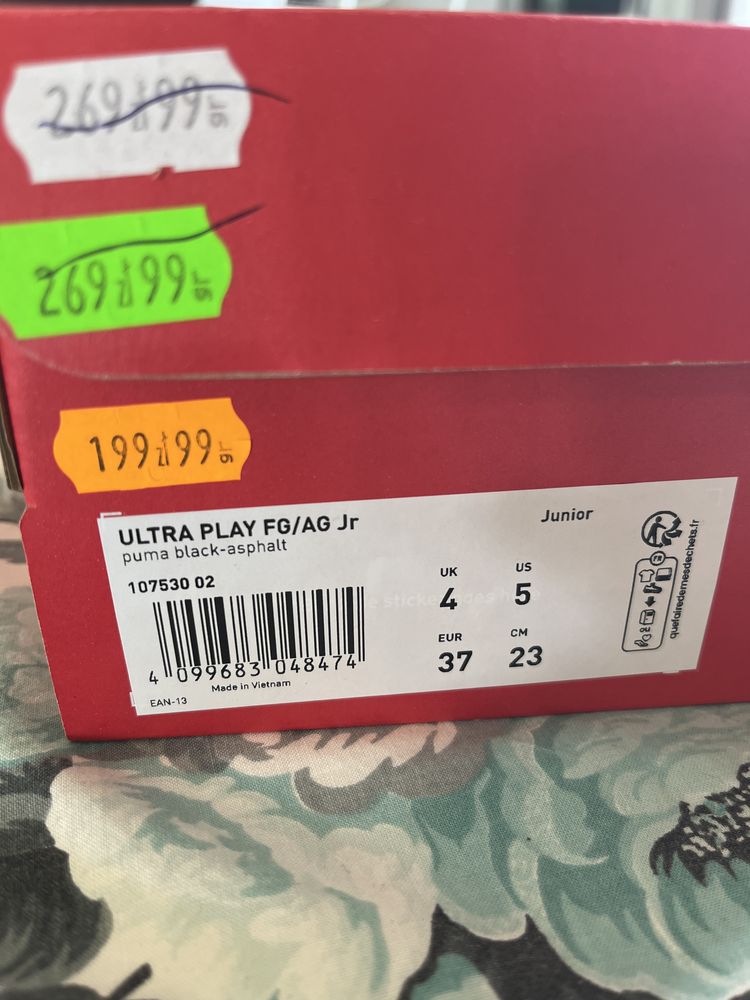 269 zł 99 gr
269 zł 99 gr
199 zł 99 gr
ULTRA PLAY FG/AG Jr
puma black-asphalt
107530 02
4 099683 048474
Made in Vietnam
EAN-13
Junior
UK US
4 5
EUR CM
37 23
FR
quefairedemesdechets.fr